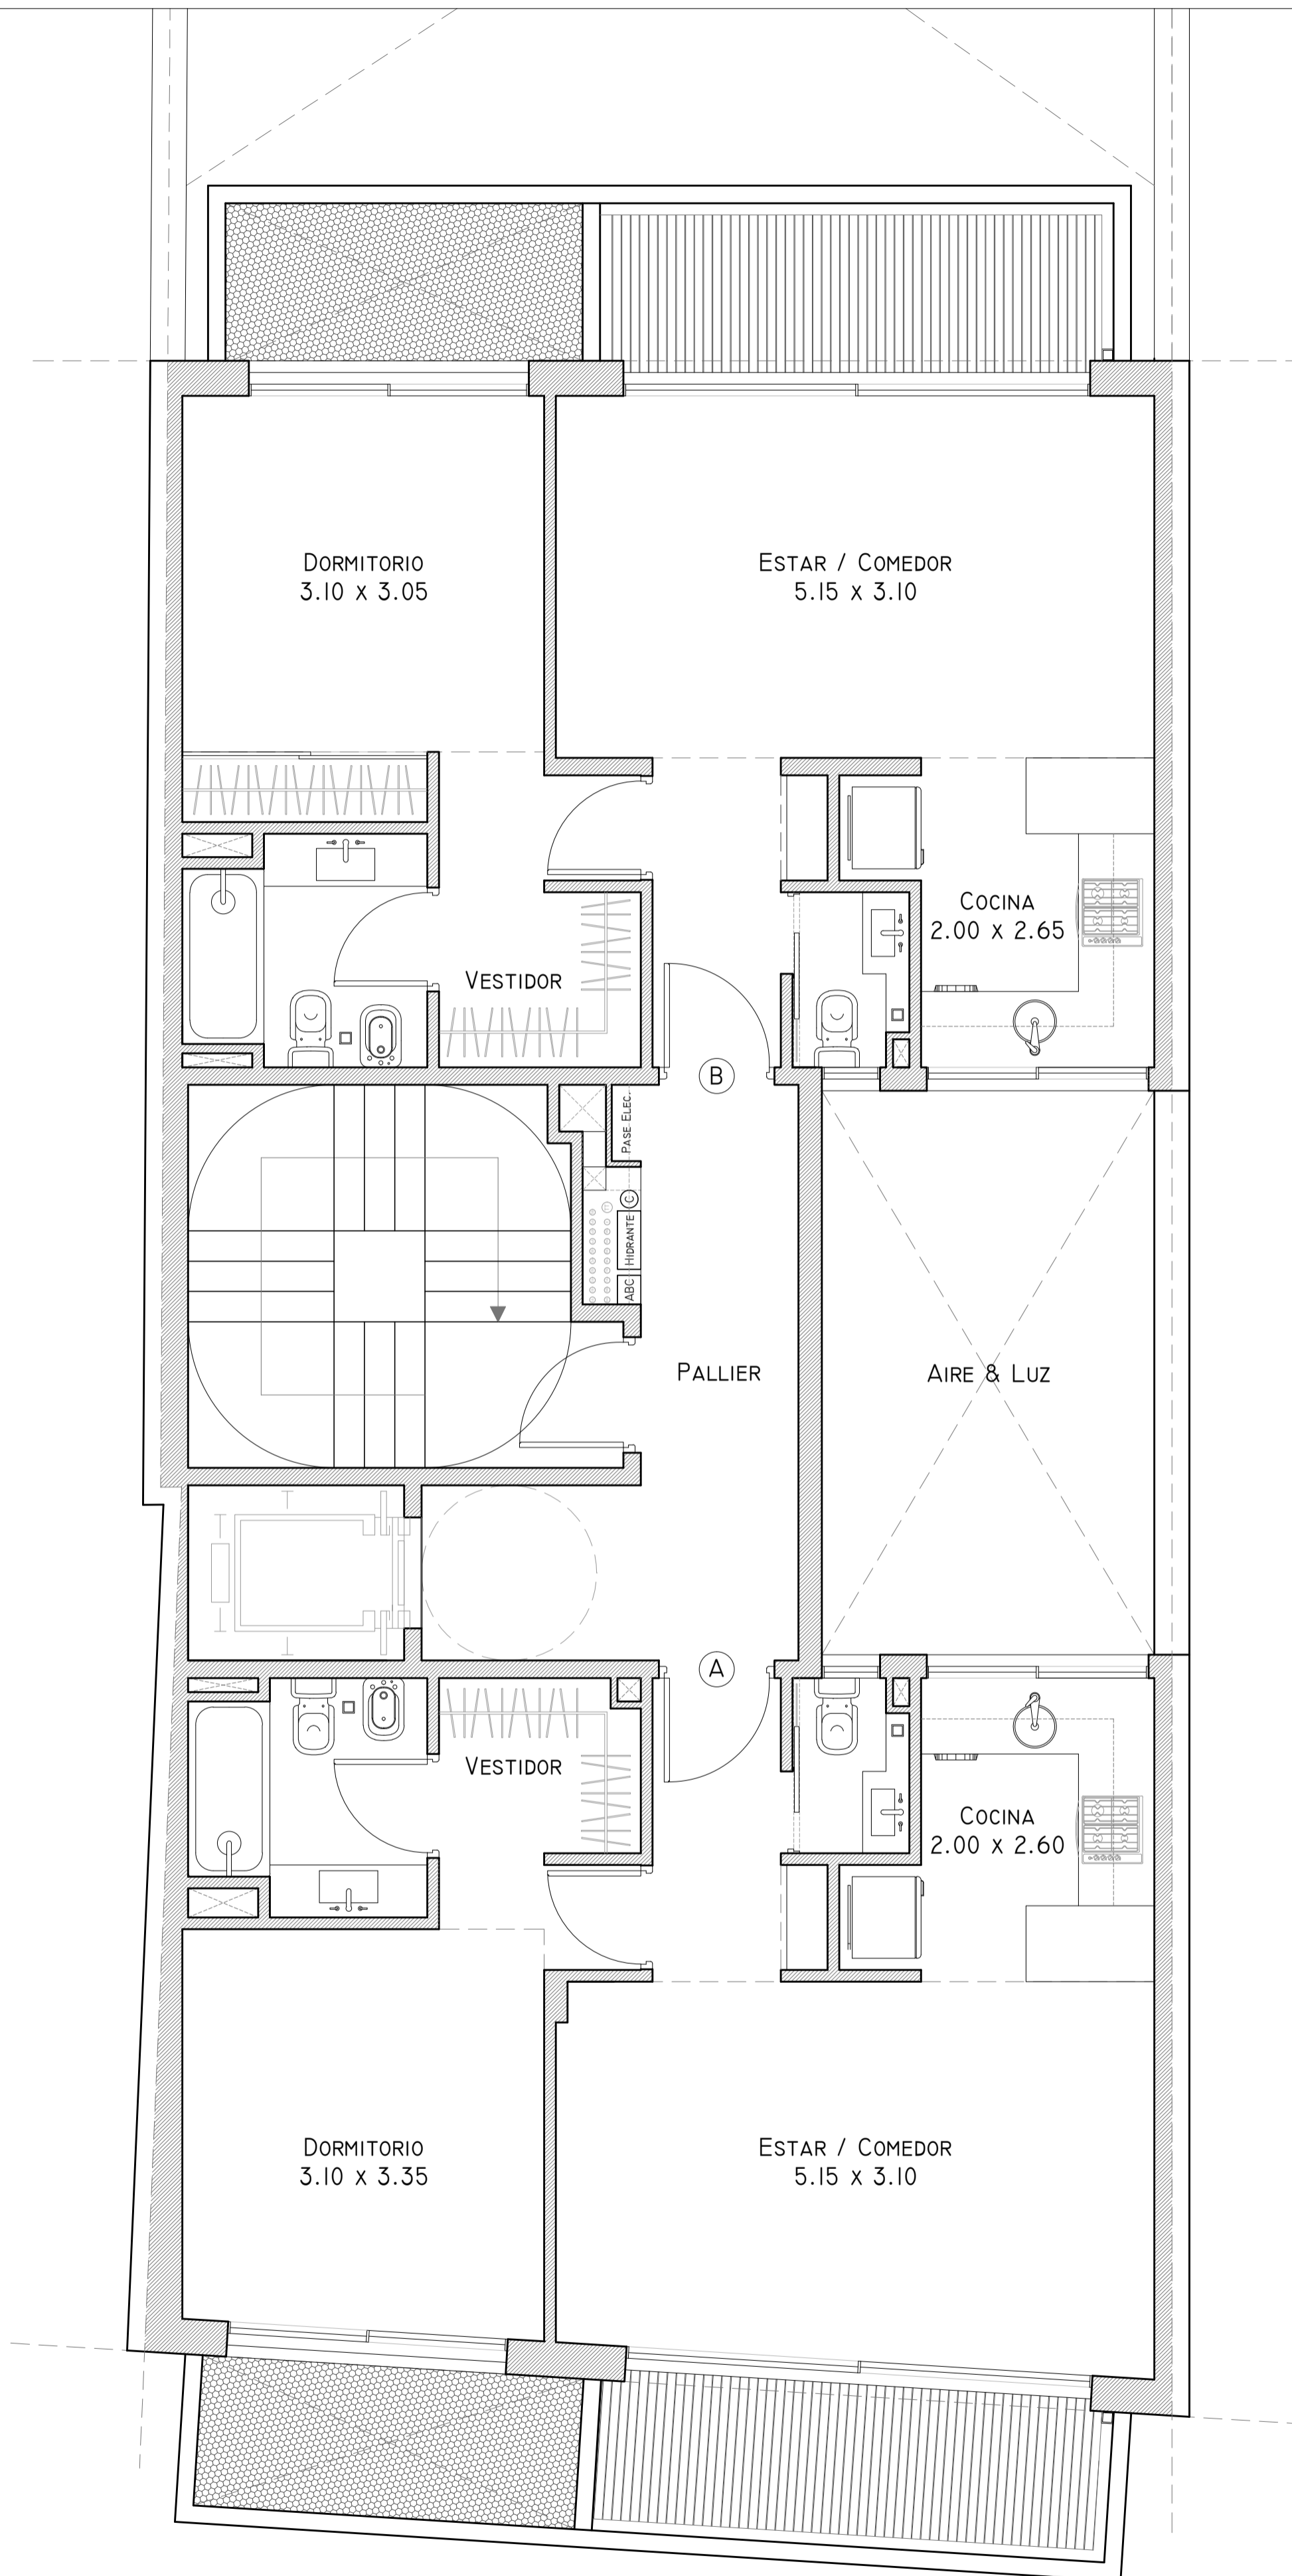 DORMITORIO
3.10 x 3.05
ESTAR / COMEDOR
5.15 x 3.10
COCINA
2.00 x 2.65
VESTIDOR
B
PASE ELEC.
C
HIDRANTE
ABC
PALLIER
AIRE & LUZ
A
VESTIDOR
COCINA
2.00 x 2.60
DORMITORIO
3.10 x 3.35
ESTAR / COMEDOR
5.15 x 3.10